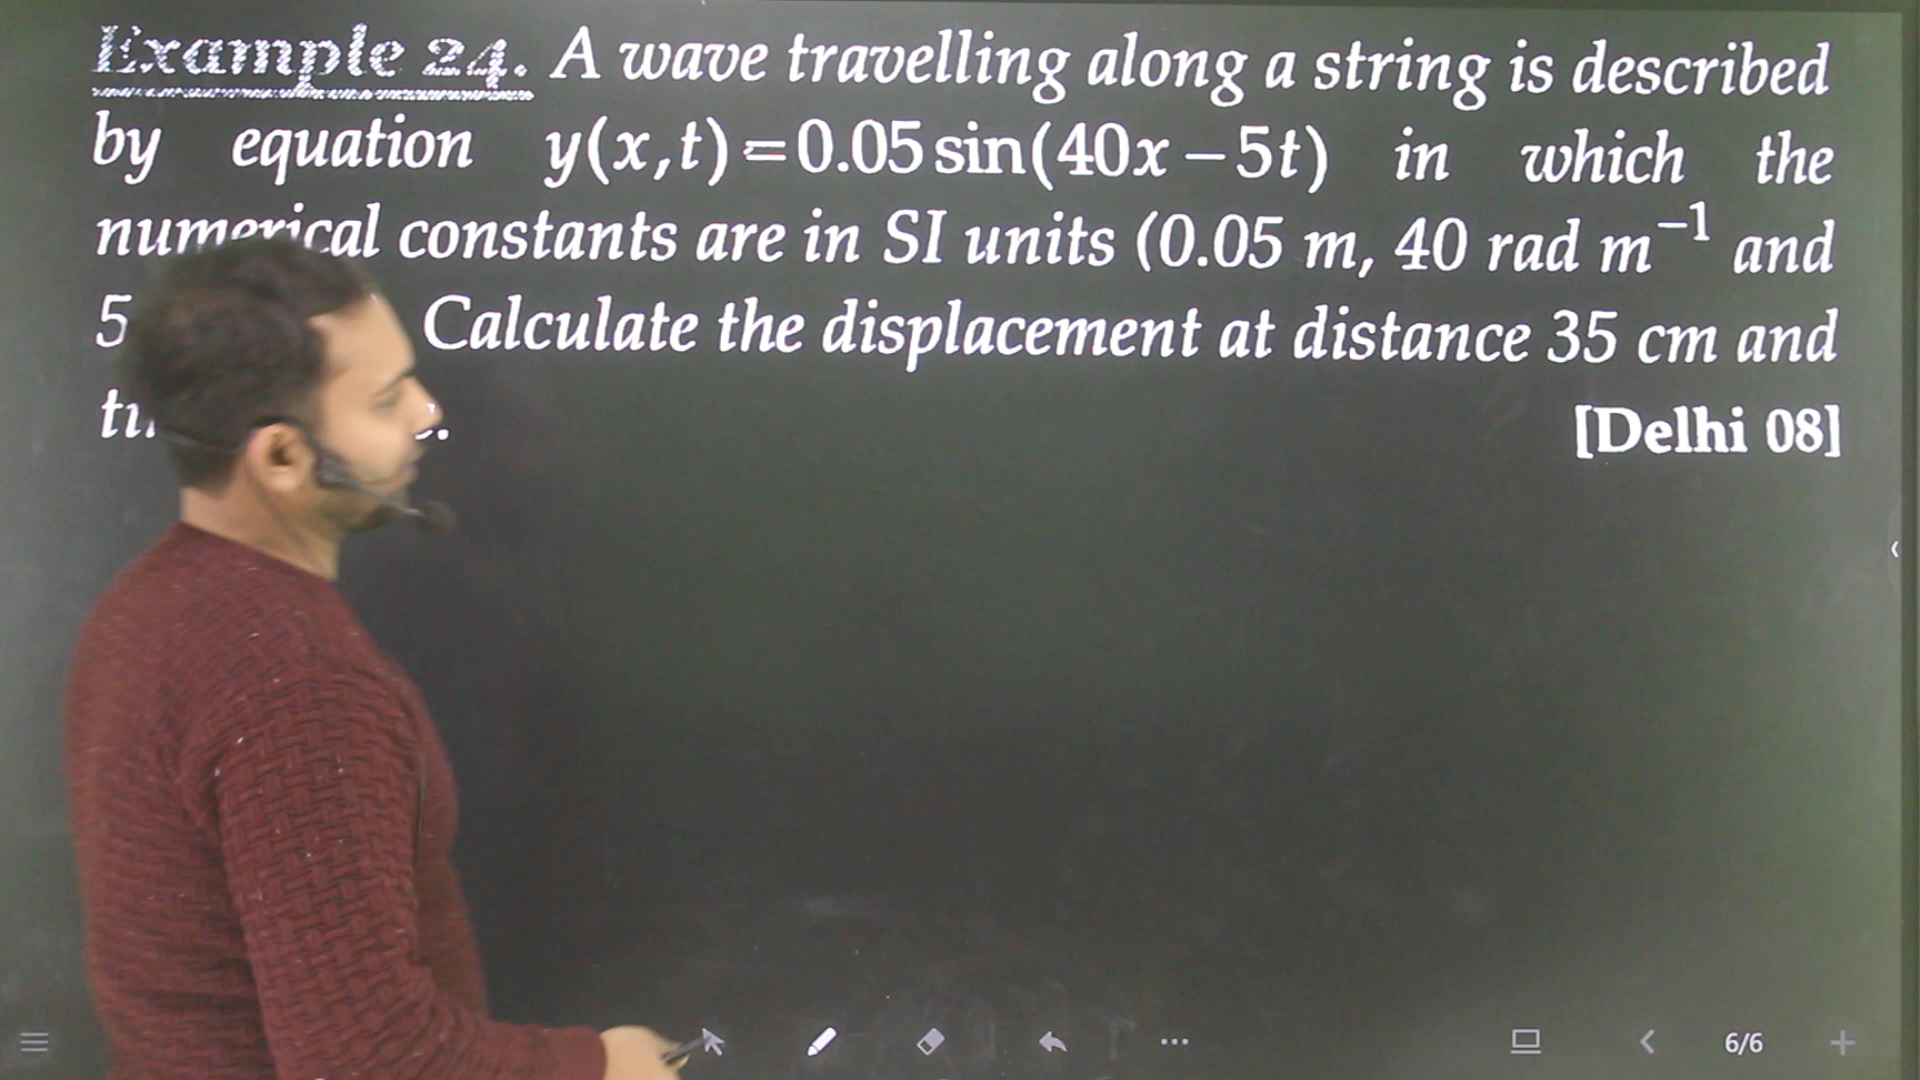 Example 24. A wave travelling along a string is described
by equation y(x,t)=0.05 sin(40x – 5t) in which the
numerical constants are in SI units (0.05 m, 40 rad m⁻¹ and
5 Calculate the displacement at distance 35 cm and
[Delhi 08]
6/6